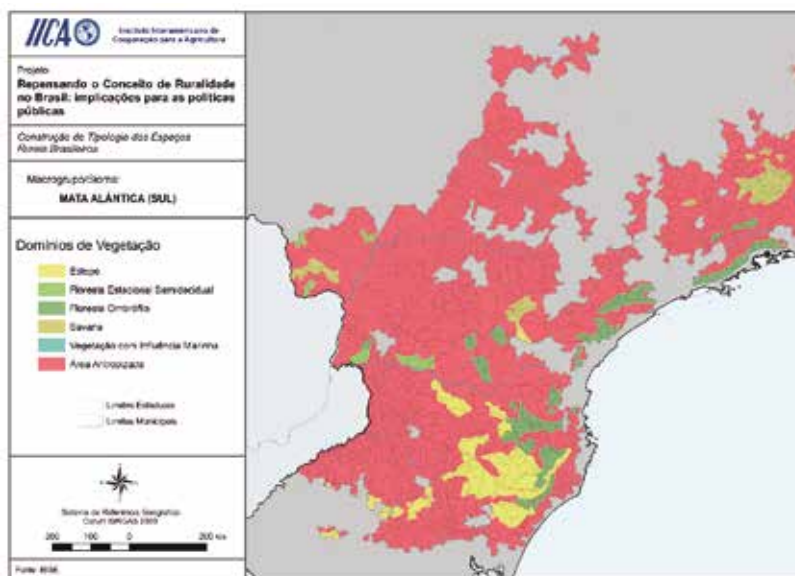 IICA
Instituto Interamericano de
Cooperação para a Agricultura
Projeto:
Repensando o Conceito de Ruralidade
no Brasil: implicações para as políticas
públicas
Construção de Tipologia dos Espaços
Rurais Brasileiros
Macrogrupo/bioma:
MATA ALÂNTICA (SUL)
Domínios de Vegetação
Estepe
Floresta Estacional Semidecidual
Floresta Ombrófila
Savana
Vegetação com Influência Marinha
Área Antropizada
Limites Estaduais
Limites Municipais
Sistema de Referência Geográfico
Datum SIRGAS 2000
200 100 0 200 km
Fonte: IBGE